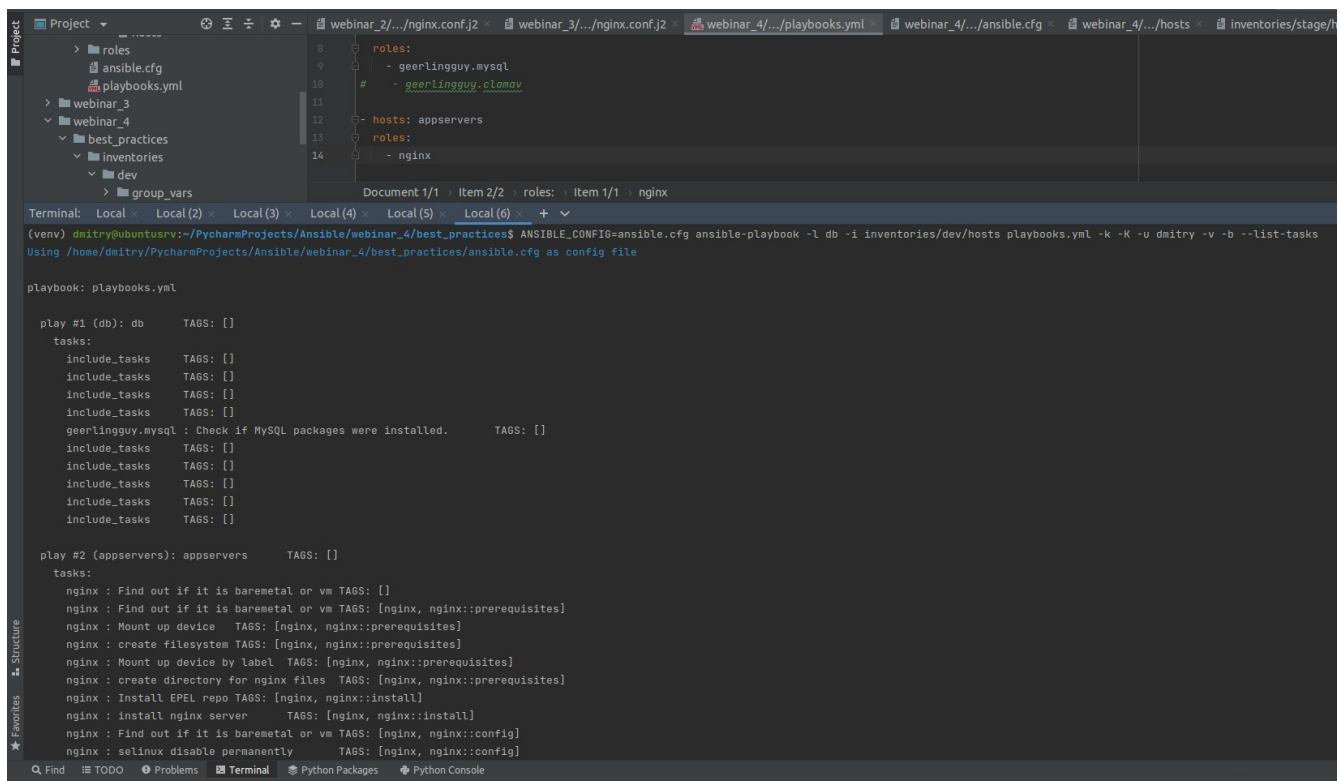 Project
webinar_2/.../nginx.conf.j2 webinar_3/.../nginx.conf.j2 webinar_4/.../playbooks.yml webinar_4/.../ansible.cfg webinar_4/.../hosts inventories/stage/h
Project
roles
ansible.cfg
playbooks.yml
webinar_3
webinar_4
best_practices
inventories
dev
group_vars
8 roles:
9 - geerlingguy.mysql
10 # - geerlingguy.clamav
11
12 - hosts: appservers
13 roles:
14 - nginx
Document 1/1 › Item 2/2 › roles: › Item 1/1 › nginx
Terminal: Local × Local (2) × Local (3) × Local (4) × Local (5) × Local (6) × +
(venv) dmitry@ubuntusrv:~/PycharmProjects/Ansible/webinar_4/best_practices$ ANSIBLE_CONFIG=ansible.cfg ansible-playbook -l db -i inventories/dev/hosts playbooks.yml -k -K -u dmitry -v -b --list-tasks
Using /home/dmitry/PycharmProjects/Ansible/webinar_4/best_practices/ansible.cfg as config file
playbook: playbooks.yml
play #1 (db): db TAGS: []
tasks:
include_tasks TAGS: []
include_tasks TAGS: []
include_tasks TAGS: []
include_tasks TAGS: []
geerlingguy.mysql : Check if MySQL packages were installed. TAGS: []
include_tasks TAGS: []
include_tasks TAGS: []
include_tasks TAGS: []
include_tasks TAGS: []
include_tasks TAGS: []
play #2 (appservers): appservers TAGS: []
tasks:
nginx : Find out if it is baremetal or vm TAGS: []
nginx : Find out if it is baremetal or vm TAGS: [nginx, nginx::prerequisites]
nginx : Mount up device TAGS: [nginx, nginx::prerequisites]
nginx : create filesystem TAGS: [nginx, nginx::prerequisites]
nginx : Mount up device by label TAGS: [nginx, nginx::prerequisites]
nginx : create directory for nginx files TAGS: [nginx, nginx::prerequisites]
nginx : Install EPEL repo TAGS: [nginx, nginx::install]
nginx : install nginx server TAGS: [nginx, nginx::install]
nginx : Find out if it is baremetal or vm TAGS: [nginx, nginx::config]
nginx : selinux disable permanently TAGS: [nginx, nginx::config]
Structure
Favorites
Find TODO Problems Terminal Python Packages Python Console